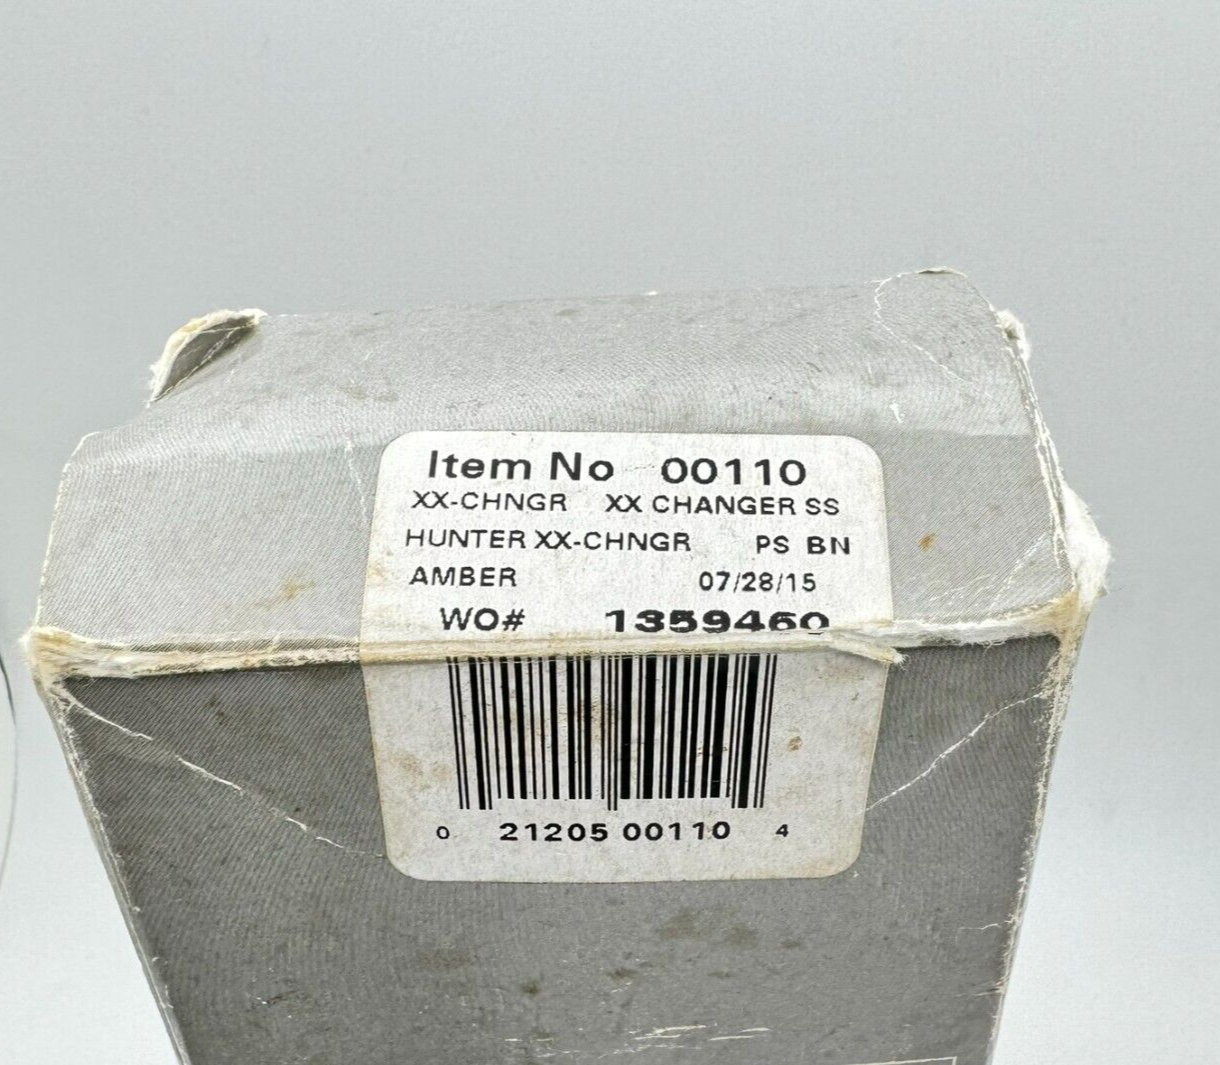 Item No 00110
XX-CHNGR XX CHANGER SS
HUNTER XX-CHNGR PS BN
AMBER 07/28/15
WO# 1359460
0 21205 00110 4